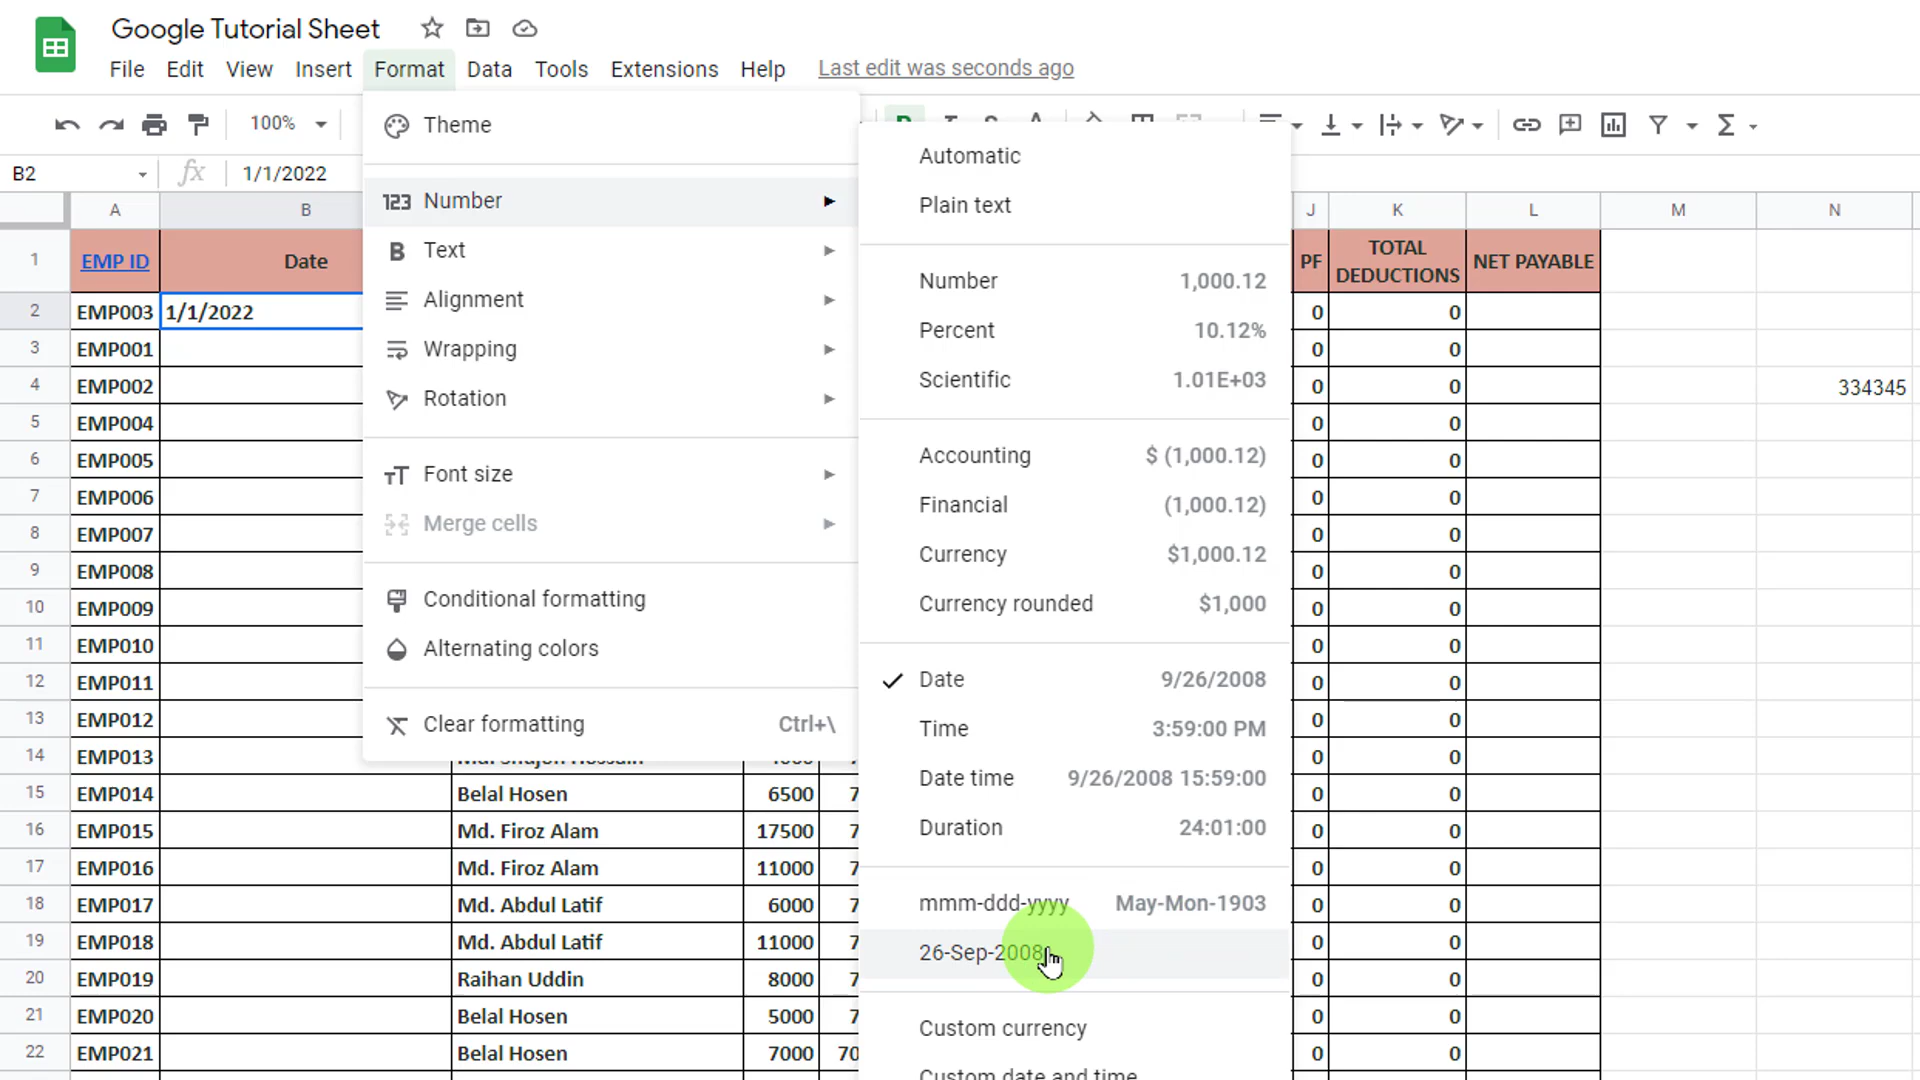 Google Tutorial Sheet
File Edit View Insert Format Data Tools Extensions Help Last edit was seconds ago
100%
B2 fx 1/1/2022
A B J K L M N
1 EMP ID Date PF TOTAL DEDUCTIONS NET PAYABLE
2 EMP003 1/1/2022 0 0
3 EMP001 0 0
4 EMP002 0 0 334345
5 EMP004 0 0
6 EMP005 0 0
7 EMP006 0 0
8 EMP007 0 0
9 EMP008 0 0
10 EMP009 0 0
11 EMP010 0 0
12 EMP011 0 0
13 EMP012 0 0
14 EMP013 0 0
15 EMP014 Belal Hosen 6500 7 0 0
16 EMP015 Md. Firoz Alam 17500 7 0 0
17 EMP016 Md. Firoz Alam 11000 7 0 0
18 EMP017 Md. Abdul Latif 6000 7 0 0
19 EMP018 Md. Abdul Latif 11000 7 0 0
20 EMP019 Raihan Uddin 8000 7 0 0
21 EMP020 Belal Hosen 5000 7 0 0
22 EMP021 Belal Hosen 7000 70 0 0
Theme
123 Number
B Text
Alignment
Wrapping
Rotation
Font size
Merge cells
Conditional formatting
Alternating colors
Clear formatting Ctrl+\
Automatic
Plain text
Number 1,000.12
Percent 10.12%
Scientific 1.01E+03
Accounting $ (1,000.12)
Financial (1,000.12)
Currency $1,000.12
Currency rounded $1,000
Date 9/26/2008
Time 3:59:00 PM
Date time 9/26/2008 15:59:00
Duration 24:01:00
mmm-ddd-yyyy May-Mon-1903
26-Sep-2008
Custom currency
Custom date and time